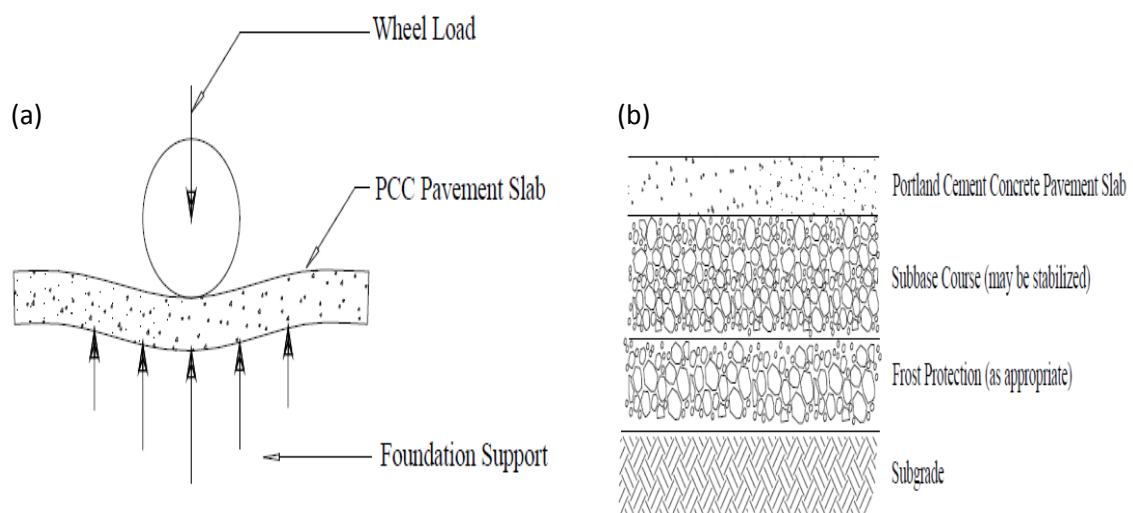 (a)
Wheel Load
PCC Pavement Slab
Foundation Support
(b)
Portland Cement Concrete Pavement Slab
Subbase Course (may be stabilized)
Frost Protection (as appropriate)
Subgrade